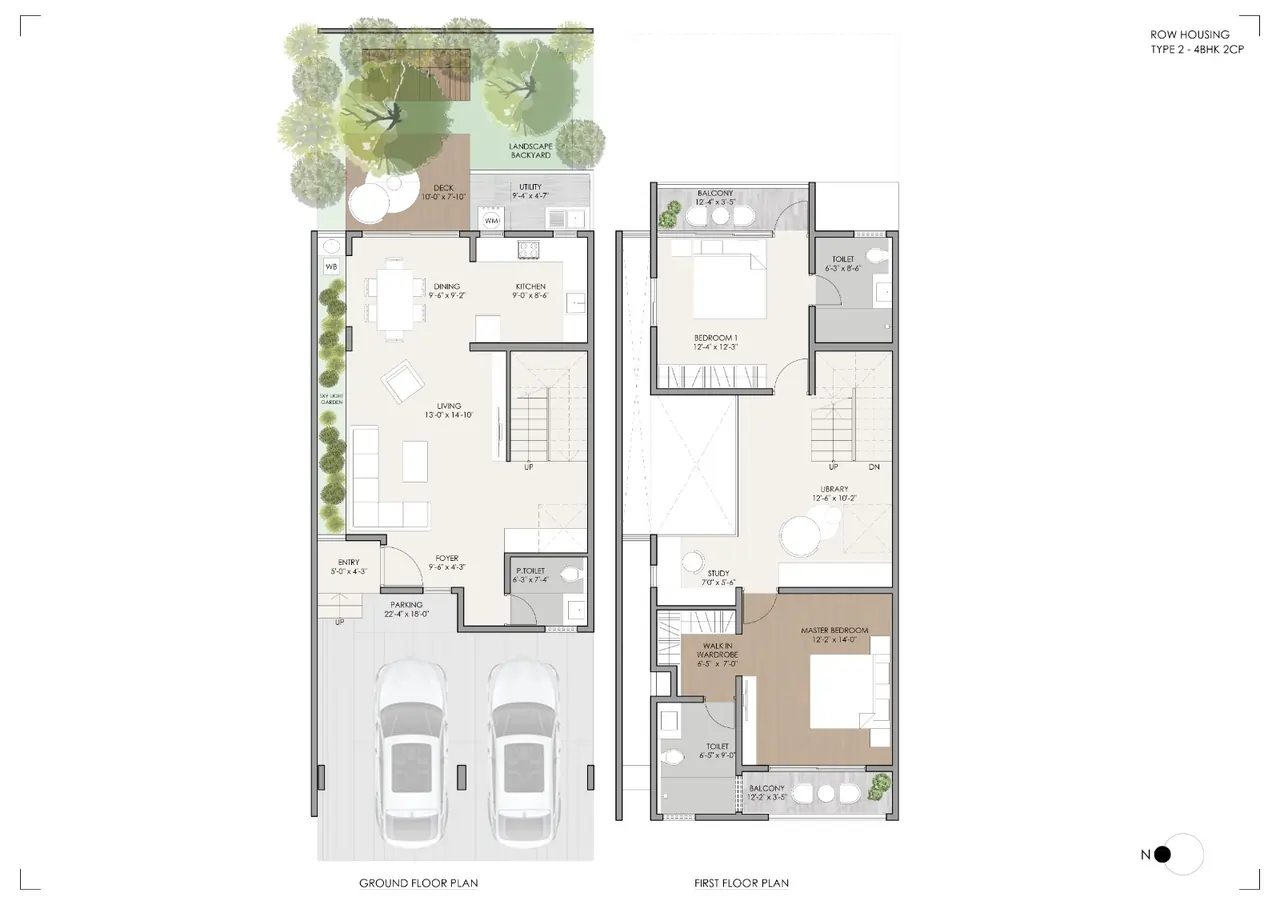 ROW HOUSING
TYPE 2 - 4BHK 2CP
LANDSCAPE
BACKYARD
DECK
10'-0" x 7'-10"
UTILITY
9'-4" x 4'-7"
WM
WB
DINING
9'-6" x 9'-2"
KITCHEN
9'-0" x 8'-6"
SKY LIGHT
GARDEN
LIVING
13'-0" x 14'-10"
UP
ENTRY
5'-0" x 4'-3"
FOYER
9'-6" x 4'-3"
P.TOILET
6'-3" x 7'-4"
PARKING
22'-4" x 18'-0"
UP
GROUND FLOOR PLAN
BALCONY
12'-4" x 3'-5"
TOILET
6'-3" x 8'-6"
BEDROOM 1
12'-4" x 12'-3"
UP
DN
LIBRARY
12'-6" x 10'-2"
STUDY
7'0" x 5'-6"
MASTER BEDROOM
12'-2" x 14'-0"
WALK IN
WARDROBE
6'-5" x 7'-0"
TOILET
6'-5" x 9'-0"
BALCONY
12'-2" x 3'-5"
FIRST FLOOR PLAN
N